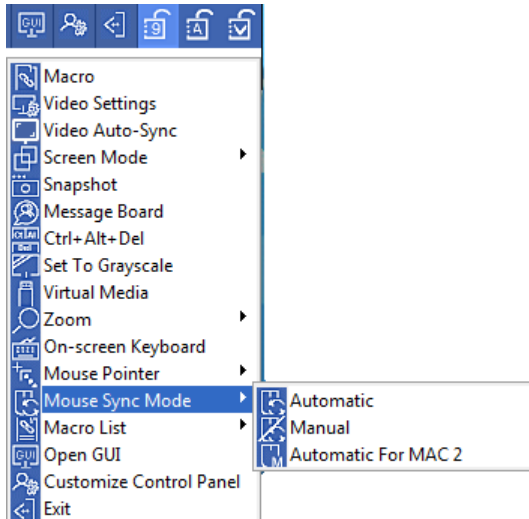 GUI
9
A
Macro
Video Settings
Video Auto-Sync
Screen Mode
Snapshot
Message Board
Ctrl+Alt+Del
Set To Grayscale
Virtual Media
Zoom
On-screen Keyboard
Mouse Pointer
Mouse Sync Mode
Automatic
Manual
M
Automatic For MAC 2
Macro List
GUI
Open GUI
Customize Control Panel
Exit